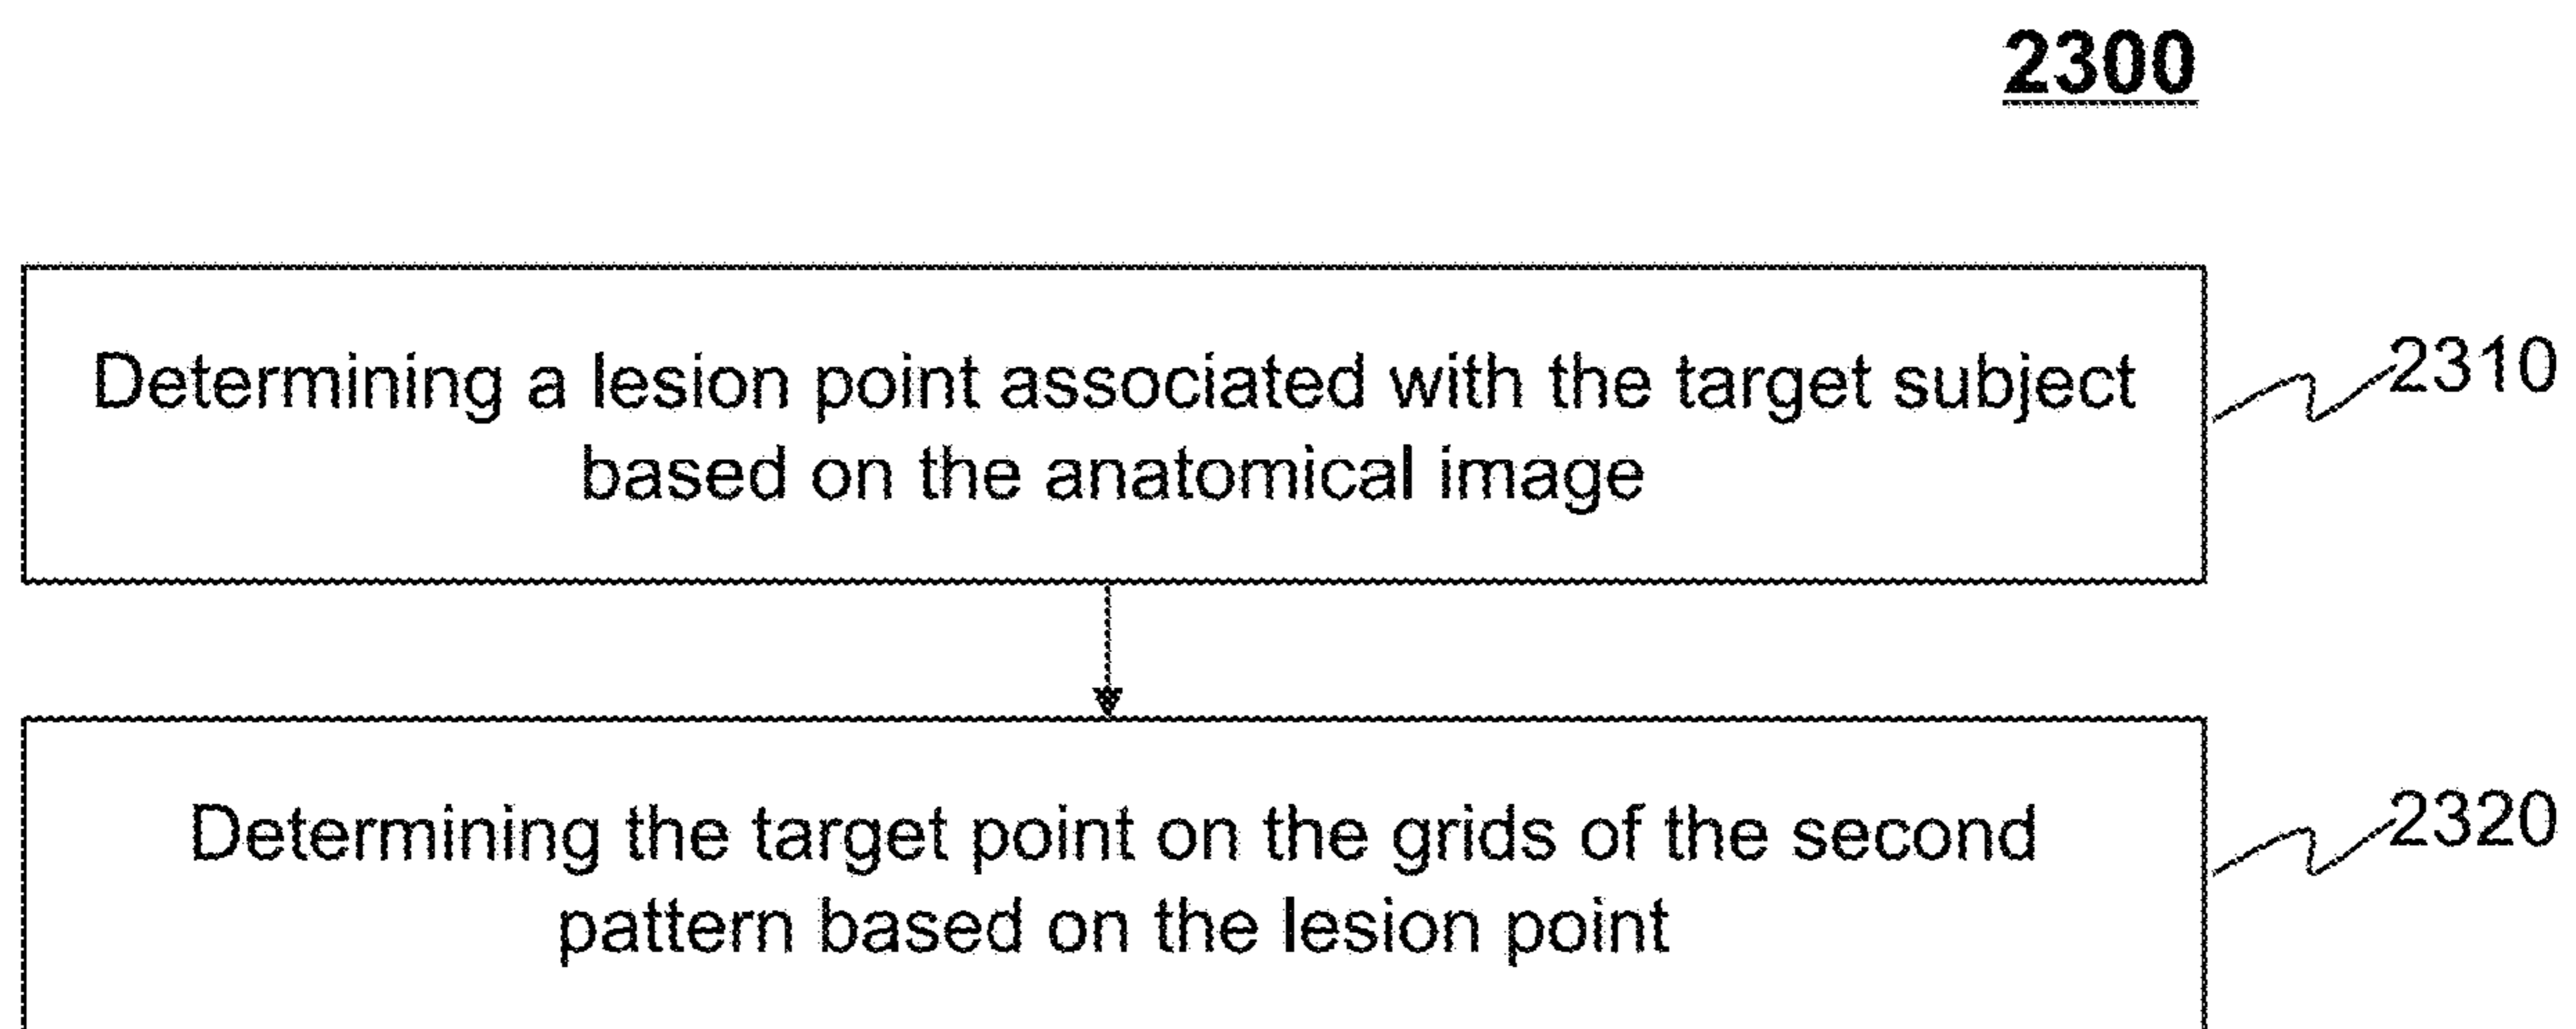 2300
Determining a lesion point associated with the target subject
based on the anatomical image
2310
Determining the target point on the grids of the second
pattern based on the lesion point
2320